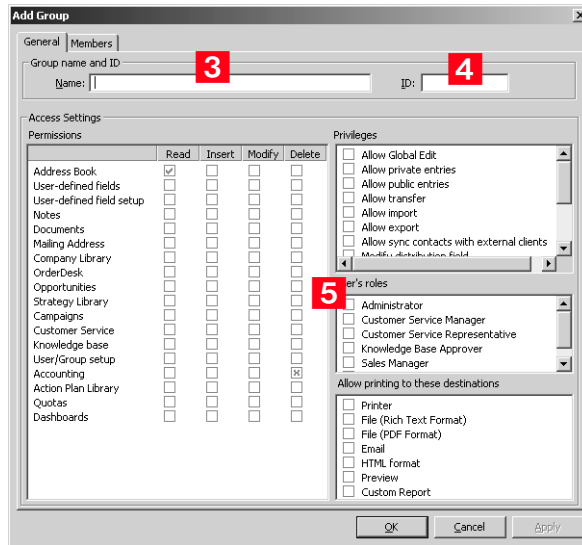 Add Group
General Members
Group name and ID
Name: 3 ID: 4
Access Settings
Permissions
Read Insert Modify Delete
Address Book
User-defined fields
User-defined field setup
Notes
Documents
Mailing Address
Company Library
OrderDesk
Opportunities
Strategy Library
Campaigns
Customer Service
Knowledge base
User/Group setup
Accounting
Action Plan Library
Quotas
Dashboards
Privileges
Allow Global Edit
Allow private entries
Allow public entries
Allow transfer
Allow import
Allow export
Allow sync contacts with external clients
Modify distribution field
5 er's roles
Administrator
Customer Service Manager
Customer Service Representative
Knowledge Base Approver
Sales Manager
Allow printing to these destinations
Printer
File (Rich Text Format)
File (PDF Format)
Email
HTML format
Preview
Custom Report
OK Cancel Apply